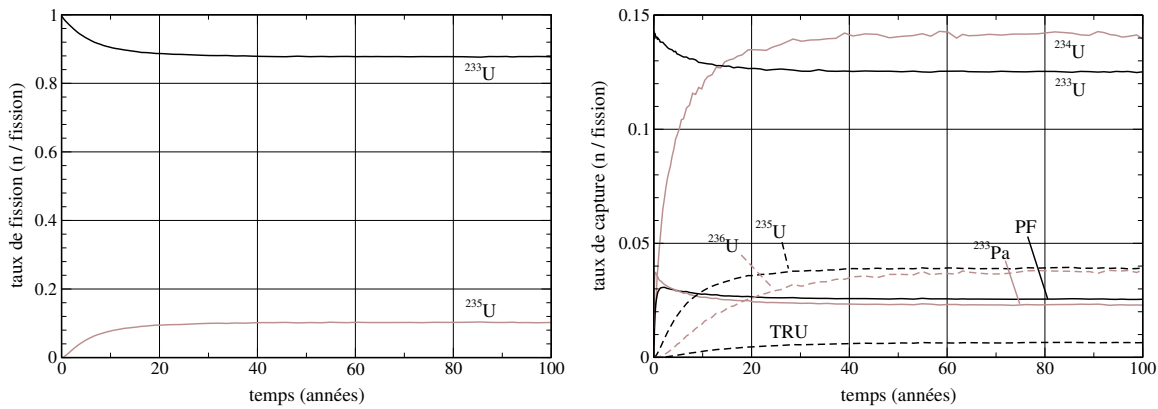 taux de fission (n / fission)
1
0.8
0.6
0.4
0.2
0
²³³U
²³⁵U
0 20 40 60 80 100
temps (années)
taux de capture (n / fission)
0.15
0.1
0.05
0
²³⁴U
²³³U
²³⁶U
²³⁵U
²³³Pa
PF
TRU
0 20 40 60 80 100
temps (années)